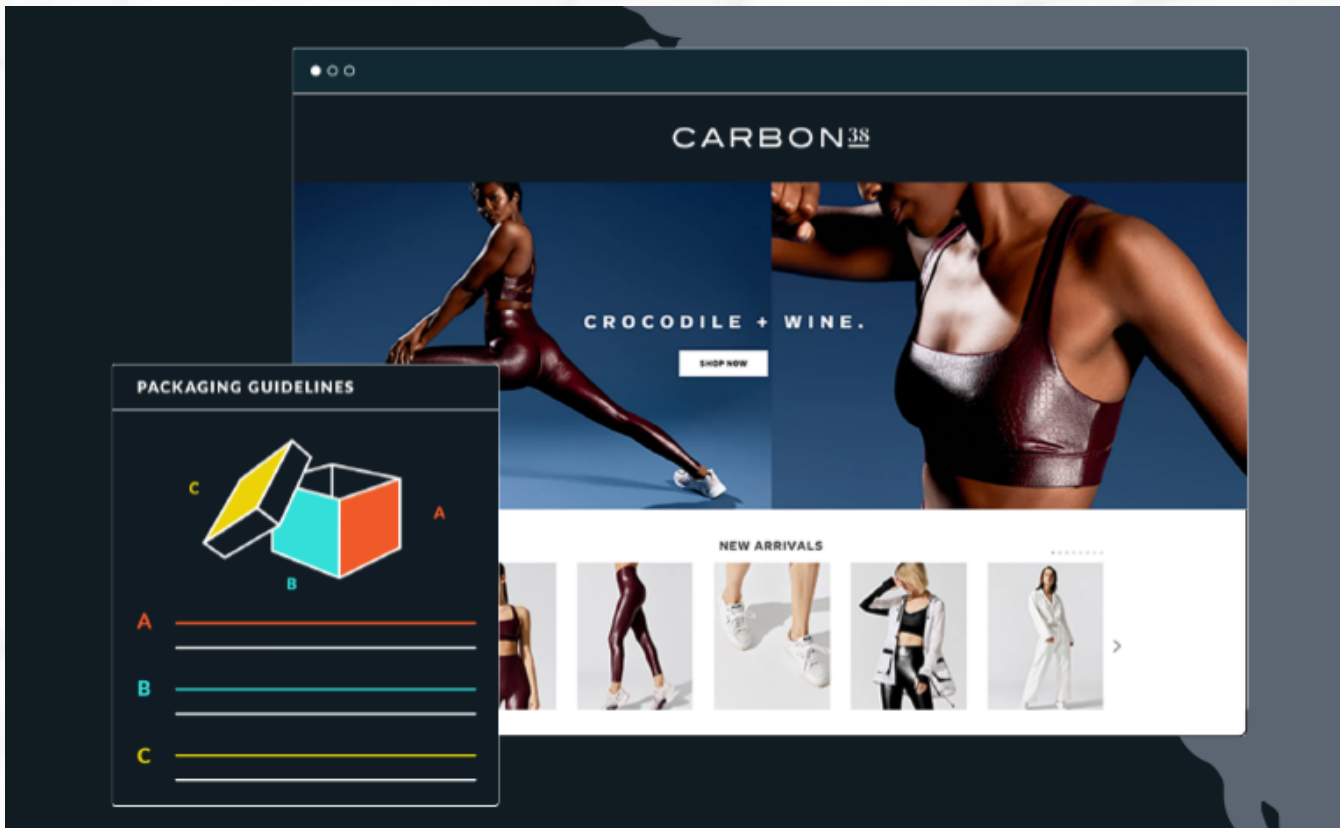 CARBON38
CROCODILE + WINE.
SHOP NOW
PACKAGING GUIDELINES
C
A
B
A
B
C
NEW ARRIVALS